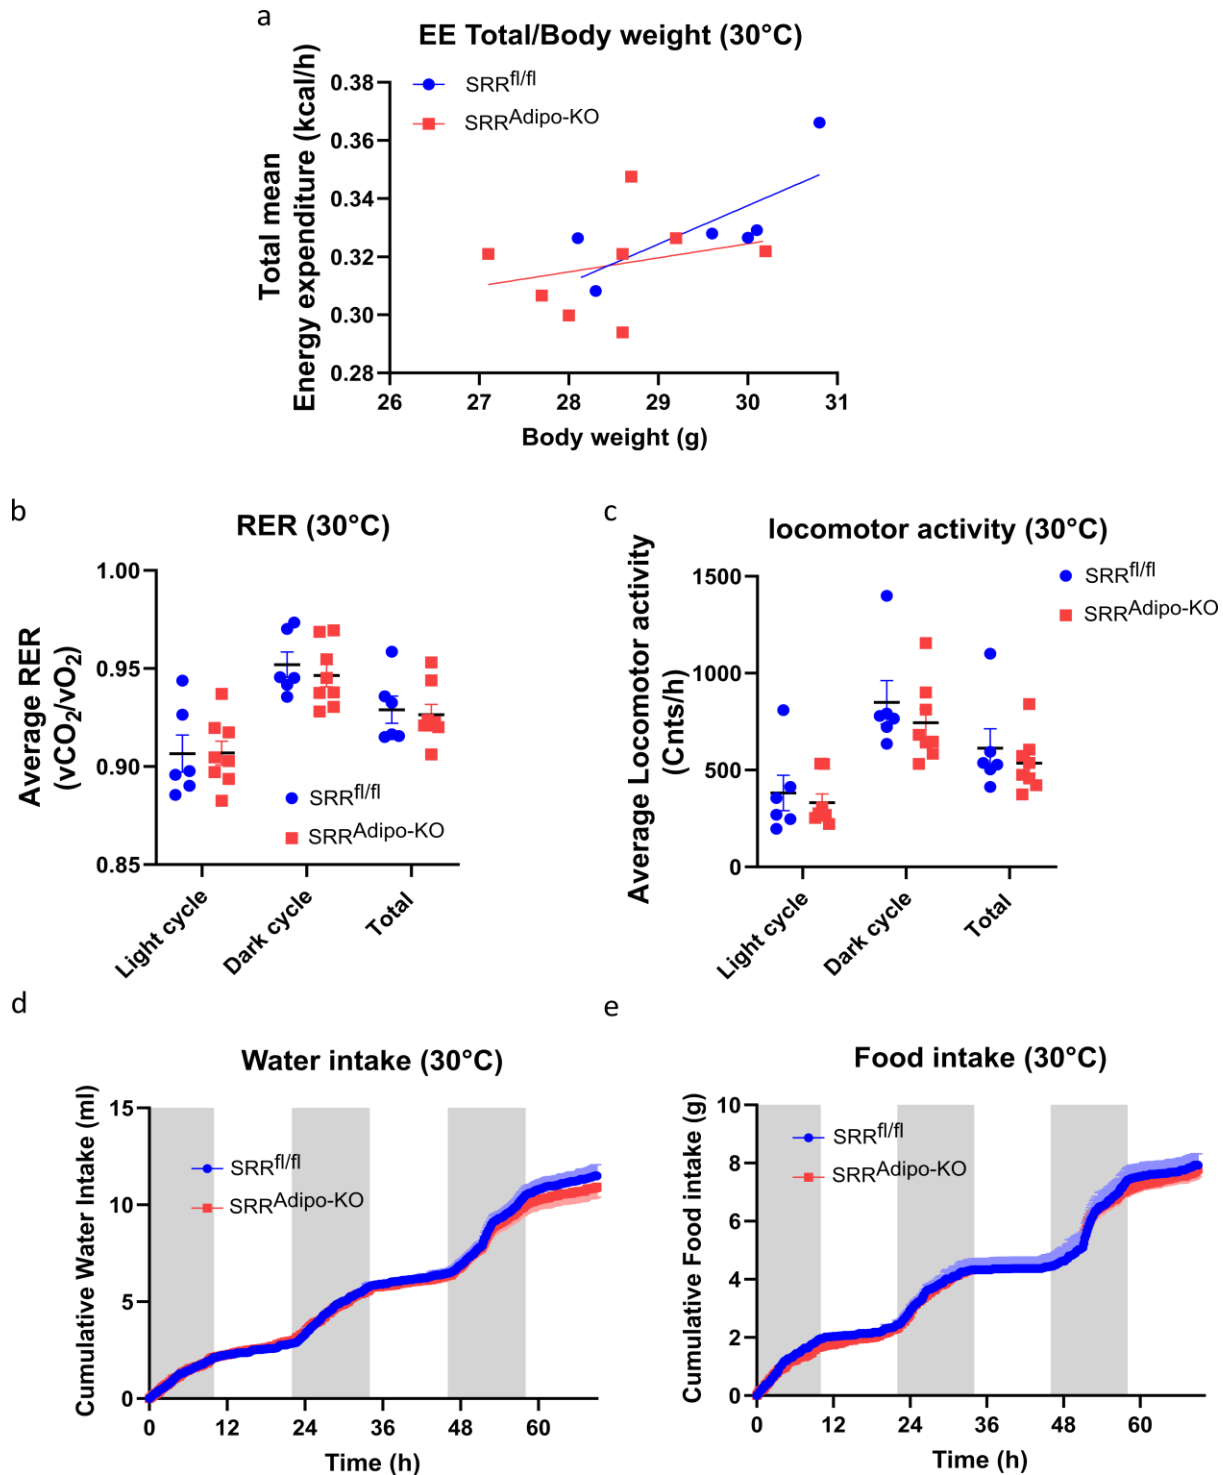 a
EE Total/Body weight (30°C)
SRRfl/fl
SRRAdipo-KO
Total mean
Energy expenditure (kcal/h)
0.38
0.36
0.34
0.32
0.30
0.28
26 27 28 29 30 31
Body weight (g)
b
RER (30°C)
Average RER
(vCO2/vO2)
1.00
0.95
0.90
0.85
SRRfl/fl
SRRAdipo-KO
Light cycle
Dark cycle
Total
c
locomotor activity (30°C)
Average Locomotor activity
(Cnts/h)
1500
1000
500
0
SRRfl/fl
SRRAdipo-KO
Light cycle
Dark cycle
Total
d
Water intake (30°C)
Cumulative Water Intake (ml)
15
10
5
0
SRRfl/fl
SRRAdipo-KO
0 12 24 36 48 60
Time (h)
e
Food intake (30°C)
Cumulative Food intake (g)
10
8
6
4
2
0
SRRfl/fl
SRRAdipo-KO
0 12 24 36 48 60
Time (h)